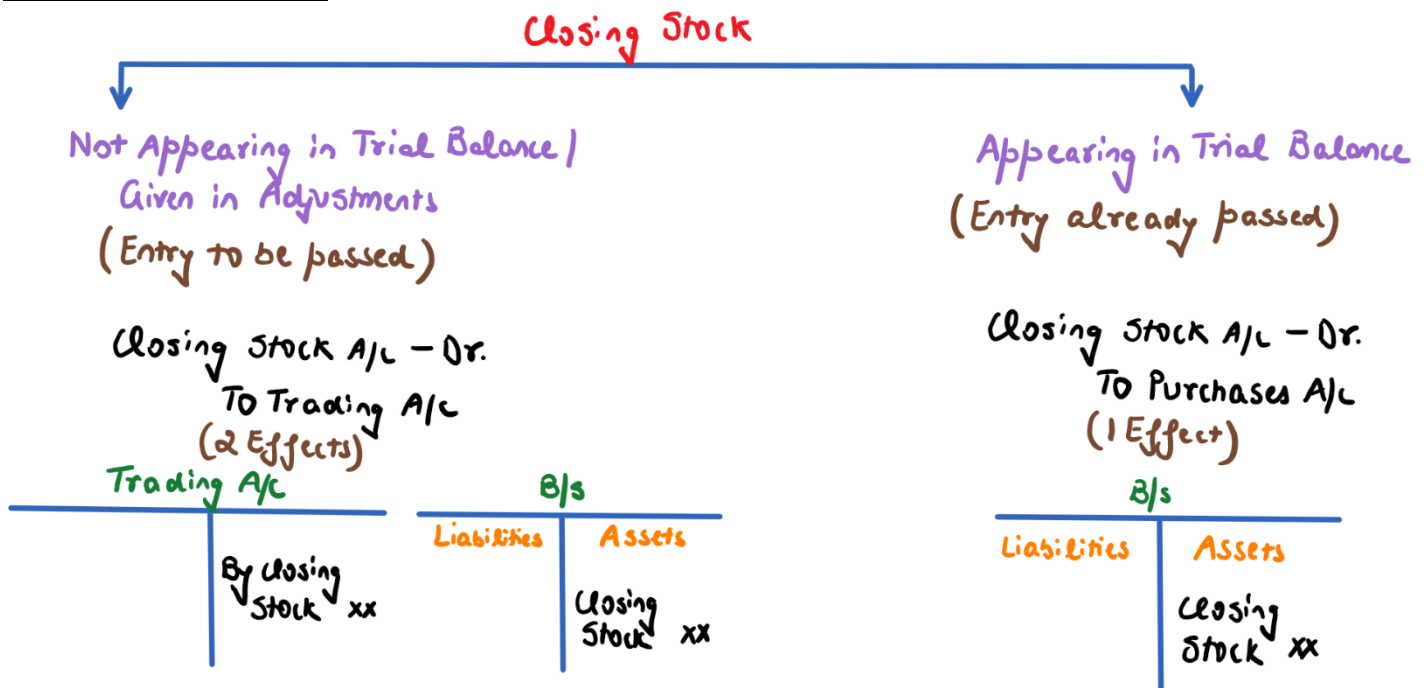 Closing Stock
Not Appearing in Trial Balance /
Given in Adjustments
(Entry to be passed)
Closing Stock A/c - Dr.
To Trading A/c
(2 Effects)
Trading A/c
By Closing
Stock xx
B/s
Liabilities Assets
Closing
Stock xx
Appearing in Trial Balance
(Entry already passed)
Closing Stock A/c - Dr.
To Purchases A/c
(1 Effect)
B/s
Liabilities Assets
Closing
Stock xx